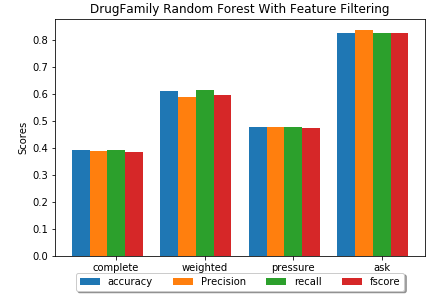 DrugFamily Random Forest With Feature Filtering
0.8
0.7
0.6
0.5
0.4
0.3
0.2
0.1
0.0
Scores
complete weighted pressure ask
accuracy Precision recall fscore